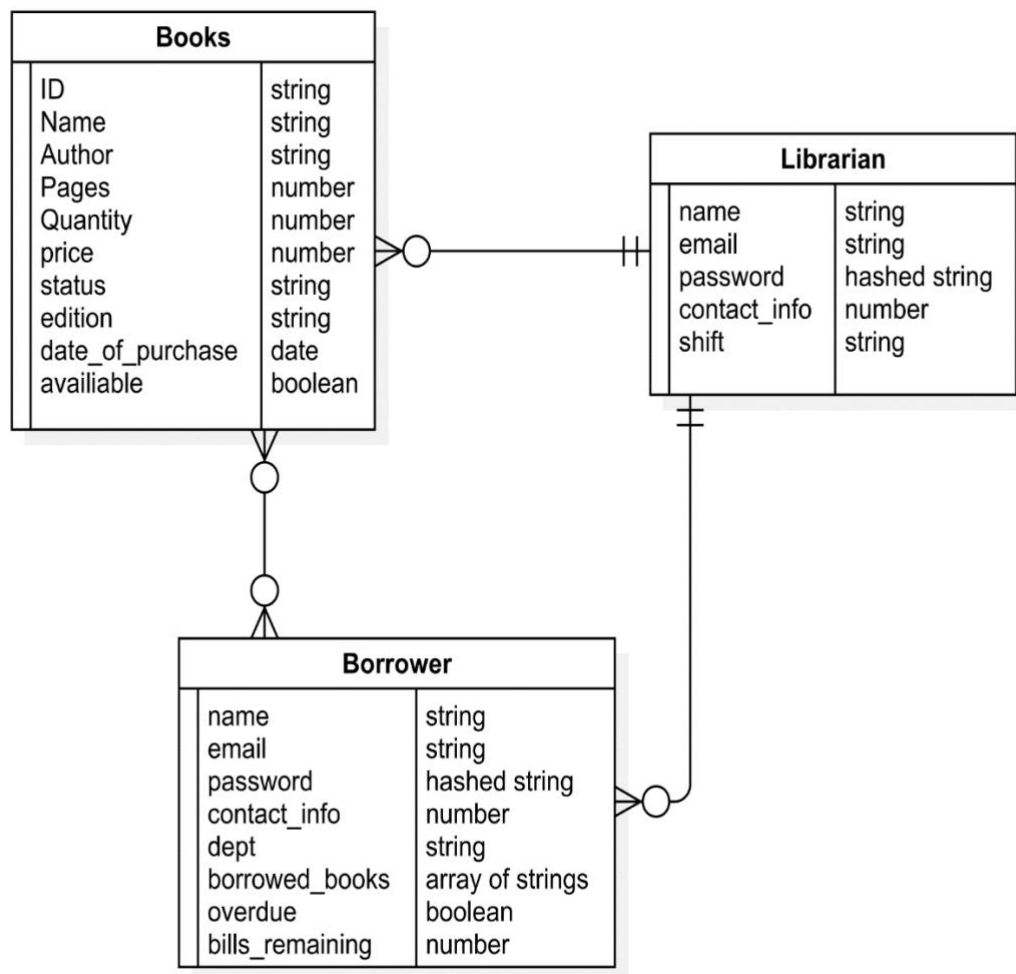 Books
ID string
Name string
Author string
Pages number
Quantity number
price number
status string
edition string
date_of_purchase date
availiable boolean
Librarian
name string
email string
password hashed string
contact_info number
shift string
Borrower
name string
email string
password hashed string
contact_info number
dept string
borrowed_books array of strings
overdue boolean
bills_remaining number